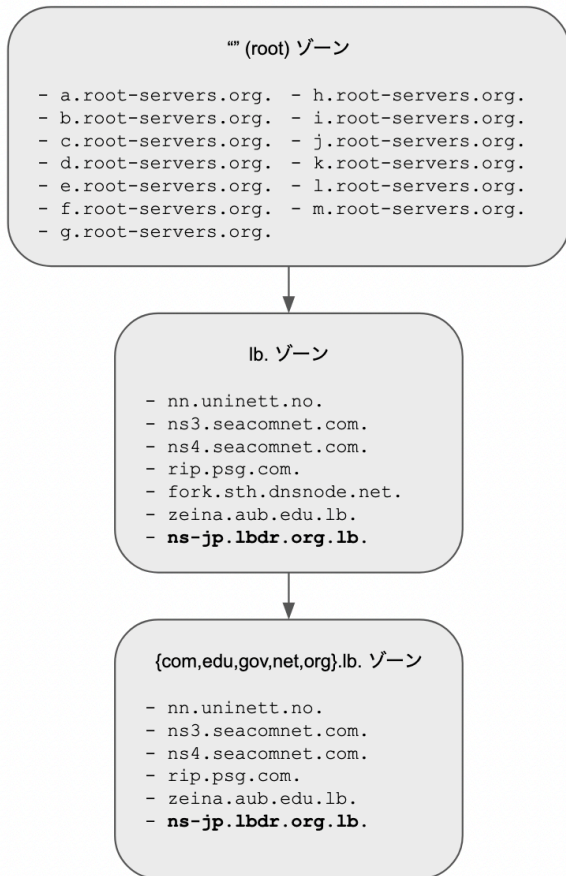 “” (root) ゾーン
- a.root-servers.org. - h.root-servers.org.
- b.root-servers.org. - i.root-servers.org.
- c.root-servers.org. - j.root-servers.org.
- d.root-servers.org. - k.root-servers.org.
- e.root-servers.org. - l.root-servers.org.
- f.root-servers.org. - m.root-servers.org.
- g.root-servers.org.
lb. ゾーン
- nn.uninett.no.
- ns3.seacomnet.com.
- ns4.seacomnet.com.
- rip.psg.com.
- fork.sth.dnsnode.net.
- zeina.aub.edu.lb.
- ns-jp.lbdr.org.lb.
{com,edu,gov,net,org}.lb. ゾーン
- nn.uninett.no.
- ns3.seacomnet.com.
- ns4.seacomnet.com.
- rip.psg.com.
- zeina.aub.edu.lb.
- ns-jp.lbdr.org.lb.